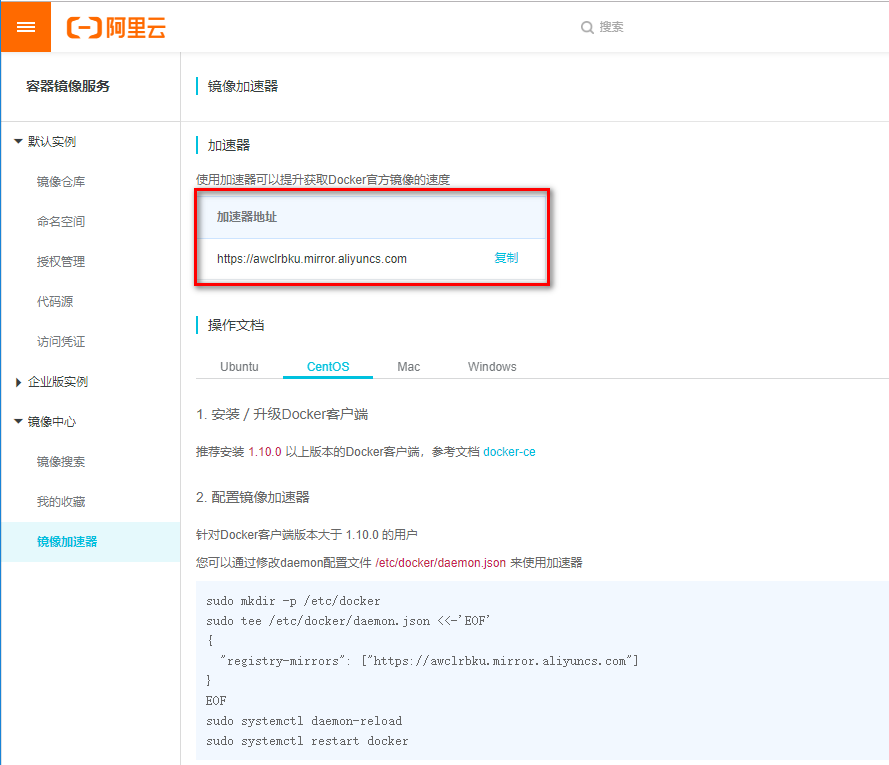 阿里云
搜索
容器镜像服务
镜像加速器
默认实例
镜像仓库
命名空间
授权管理
代码源
访问凭证
企业版实例
镜像中心
镜像搜索
我的收藏
镜像加速器
加速器
使用加速器可以提升获取Docker官方镜像的速度
加速器地址
https://awclrbku.mirror.aliyuncs.com 复制
操作文档
Ubuntu CentOS Mac Windows
1. 安装 / 升级Docker客户端
推荐安装 1.10.0 以上版本的Docker客户端，参考文档 docker-ce
2. 配置镜像加速器
针对Docker客户端版本大于 1.10.0 的用户
您可以通过修改daemon配置文件 /etc/docker/daemon.json 来使用加速器
sudo mkdir -p /etc/docker
sudo tee /etc/docker/daemon.json <<-'EOF'
{
"registry-mirrors": ["https://awclrbku.mirror.aliyuncs.com"]
}
EOF
sudo systemctl daemon-reload
sudo systemctl restart docker